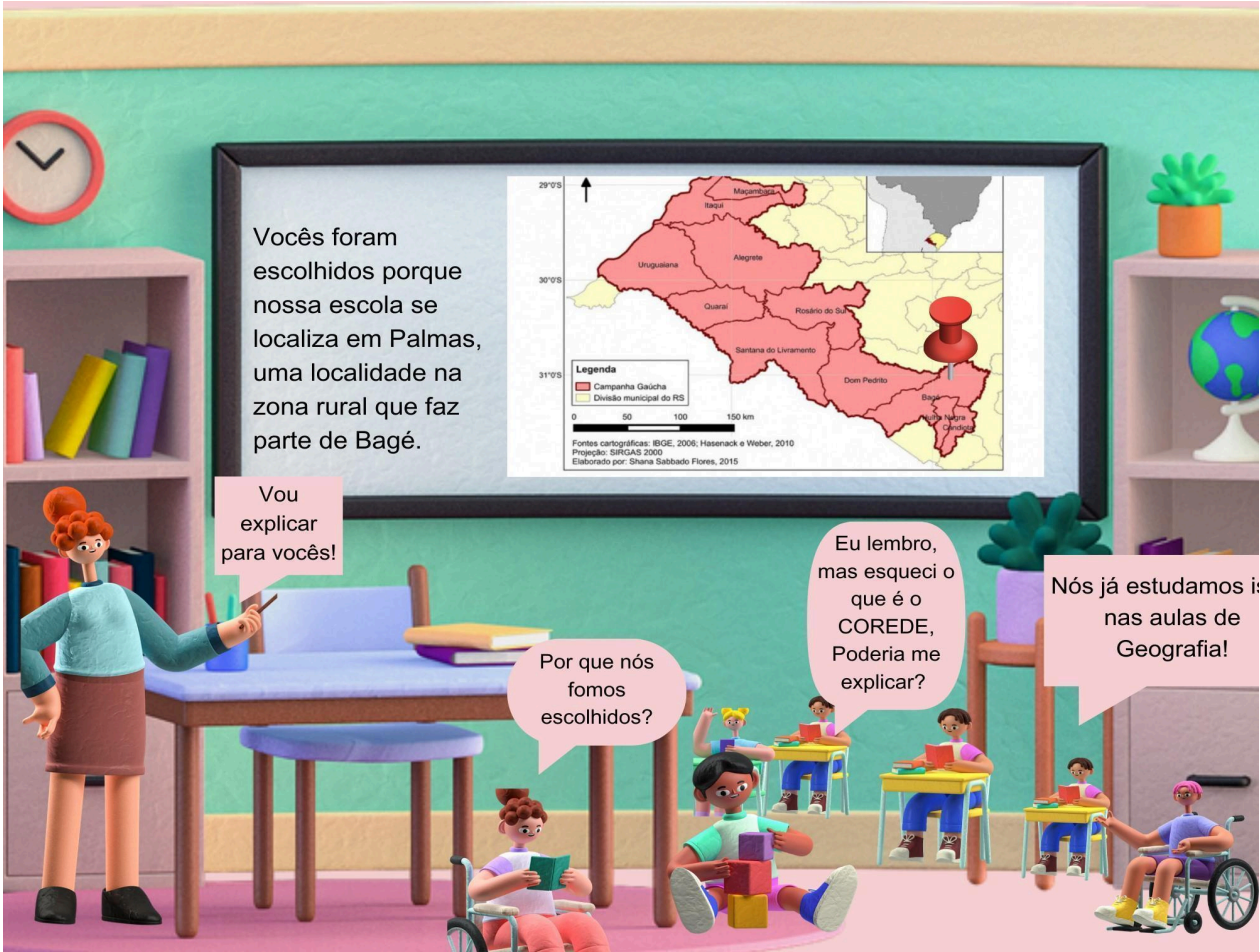 Vocês foram
escolhidos porque
nossa escola se
localiza em Palmas,
uma localidade na
zona rural que faz
parte de Bagé.
29°0'S
30°0'S
31°0'S
Maçambara
Itaqui
Uruguaiana
Alegrete
Quaraí
Rosário do Sul
Santana do Livramento
Dom Pedrito
Bagé
Hulha Negra
Candiota
Legenda
Campanha Gaúcha
Divisão municipal do RS
0 50 100 150 km
Fontes cartográficas: IBGE, 2006; Hasenack e Weber, 2010
Projeção: SIRGAS 2000
Elaborado por: Shana Sabbado Flores, 2015
Vou
explicar
para vocês!
Por que nós
fomos
escolhidos?
Eu lembro,
mas esqueci o
que é o
COREDE,
Poderia me
explicar?
Nós já estudamos
nas aulas de
Geografia!